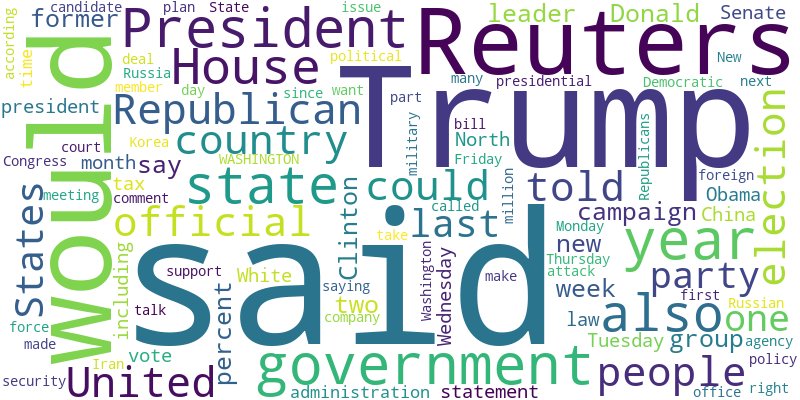 candidate plan State issue leader Donald Senate
according former President Reuters
time deal House political New
Russia Trump many presidential Democratic next
member day since want
president Republican part bill North
would court Korea country military Friday Republicans election
Congress month say WASHINGTON foreign
meeting tax state could told Obama
States comment official Clinton last called million campaign China
said take new Monday year
including support White Washington Wednesday week Thursday attack party
talk saying make first Russian
force two law also one
made percent company Tuesday group agency
vote Iran government people policy
security United administration statement office right